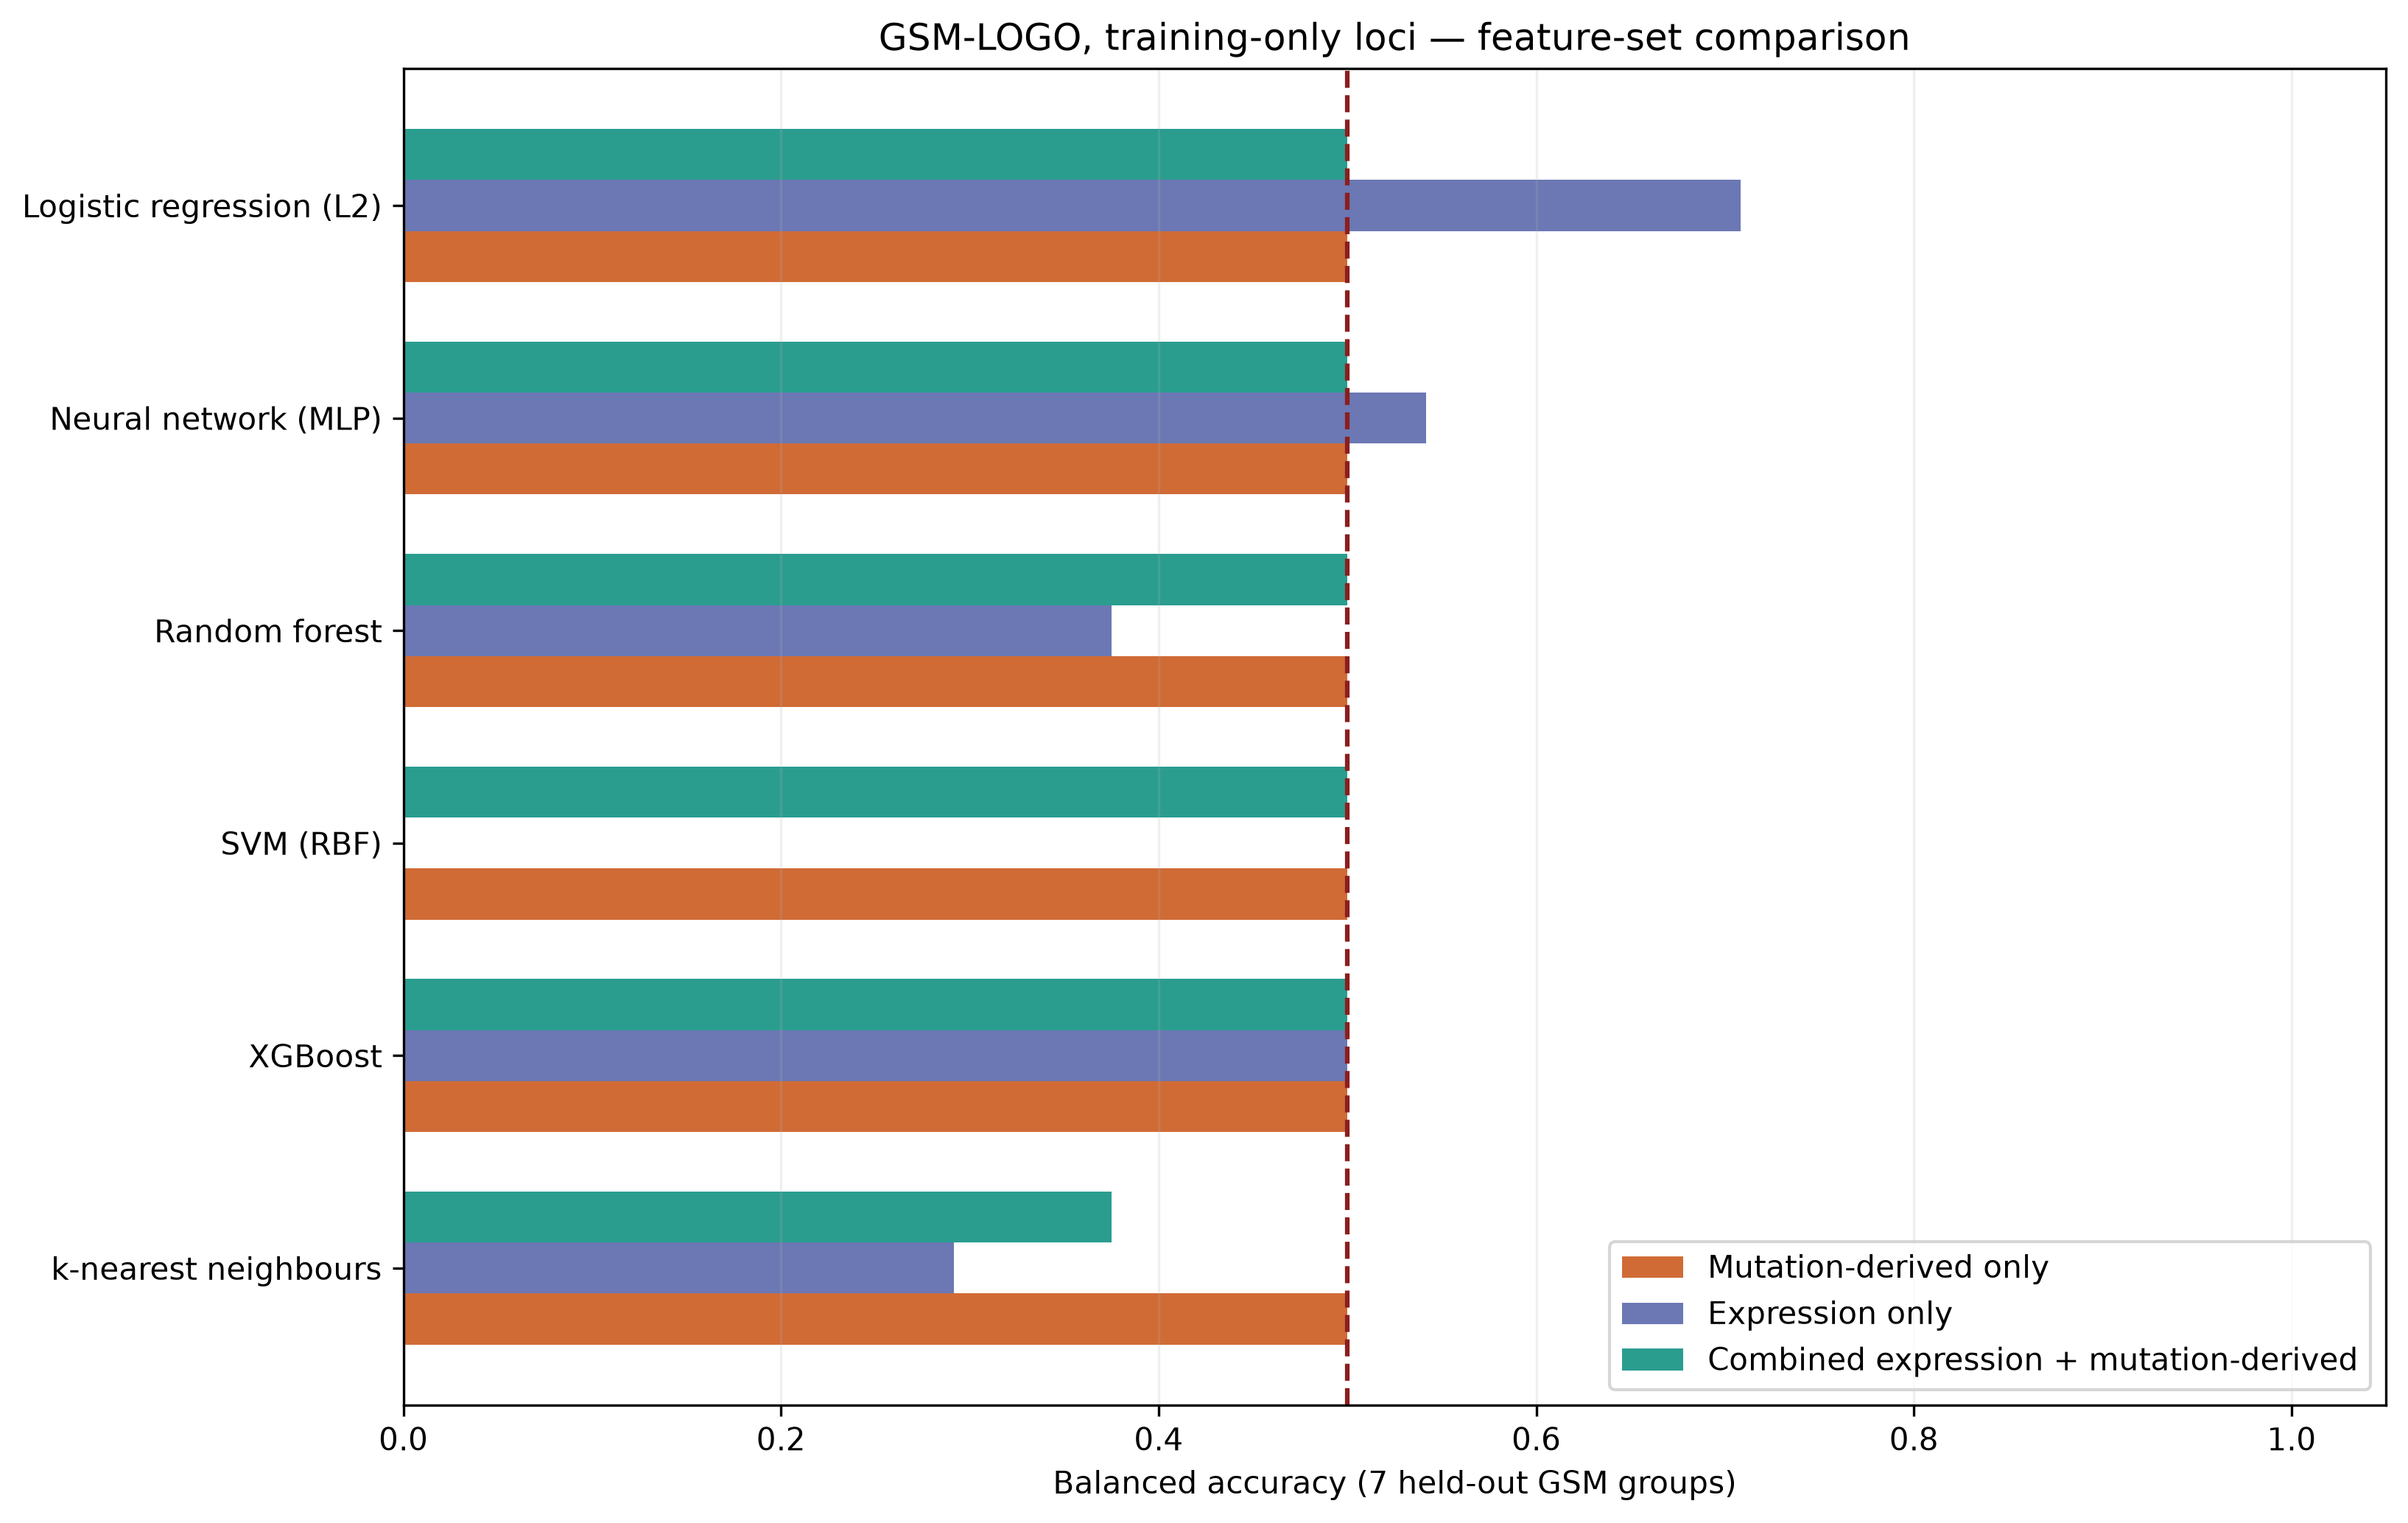 GSM-LOGO, training-only loci — feature-set comparison
Logistic regression (L2)
Neural network (MLP)
Random forest
SVM (RBF)
XGBoost
k-nearest neighbours
Mutation-derived only
Expression only
Combined expression + mutation-derived
0.0 0.2 0.4 0.6 0.8 1.0
Balanced accuracy (7 held-out GSM groups)